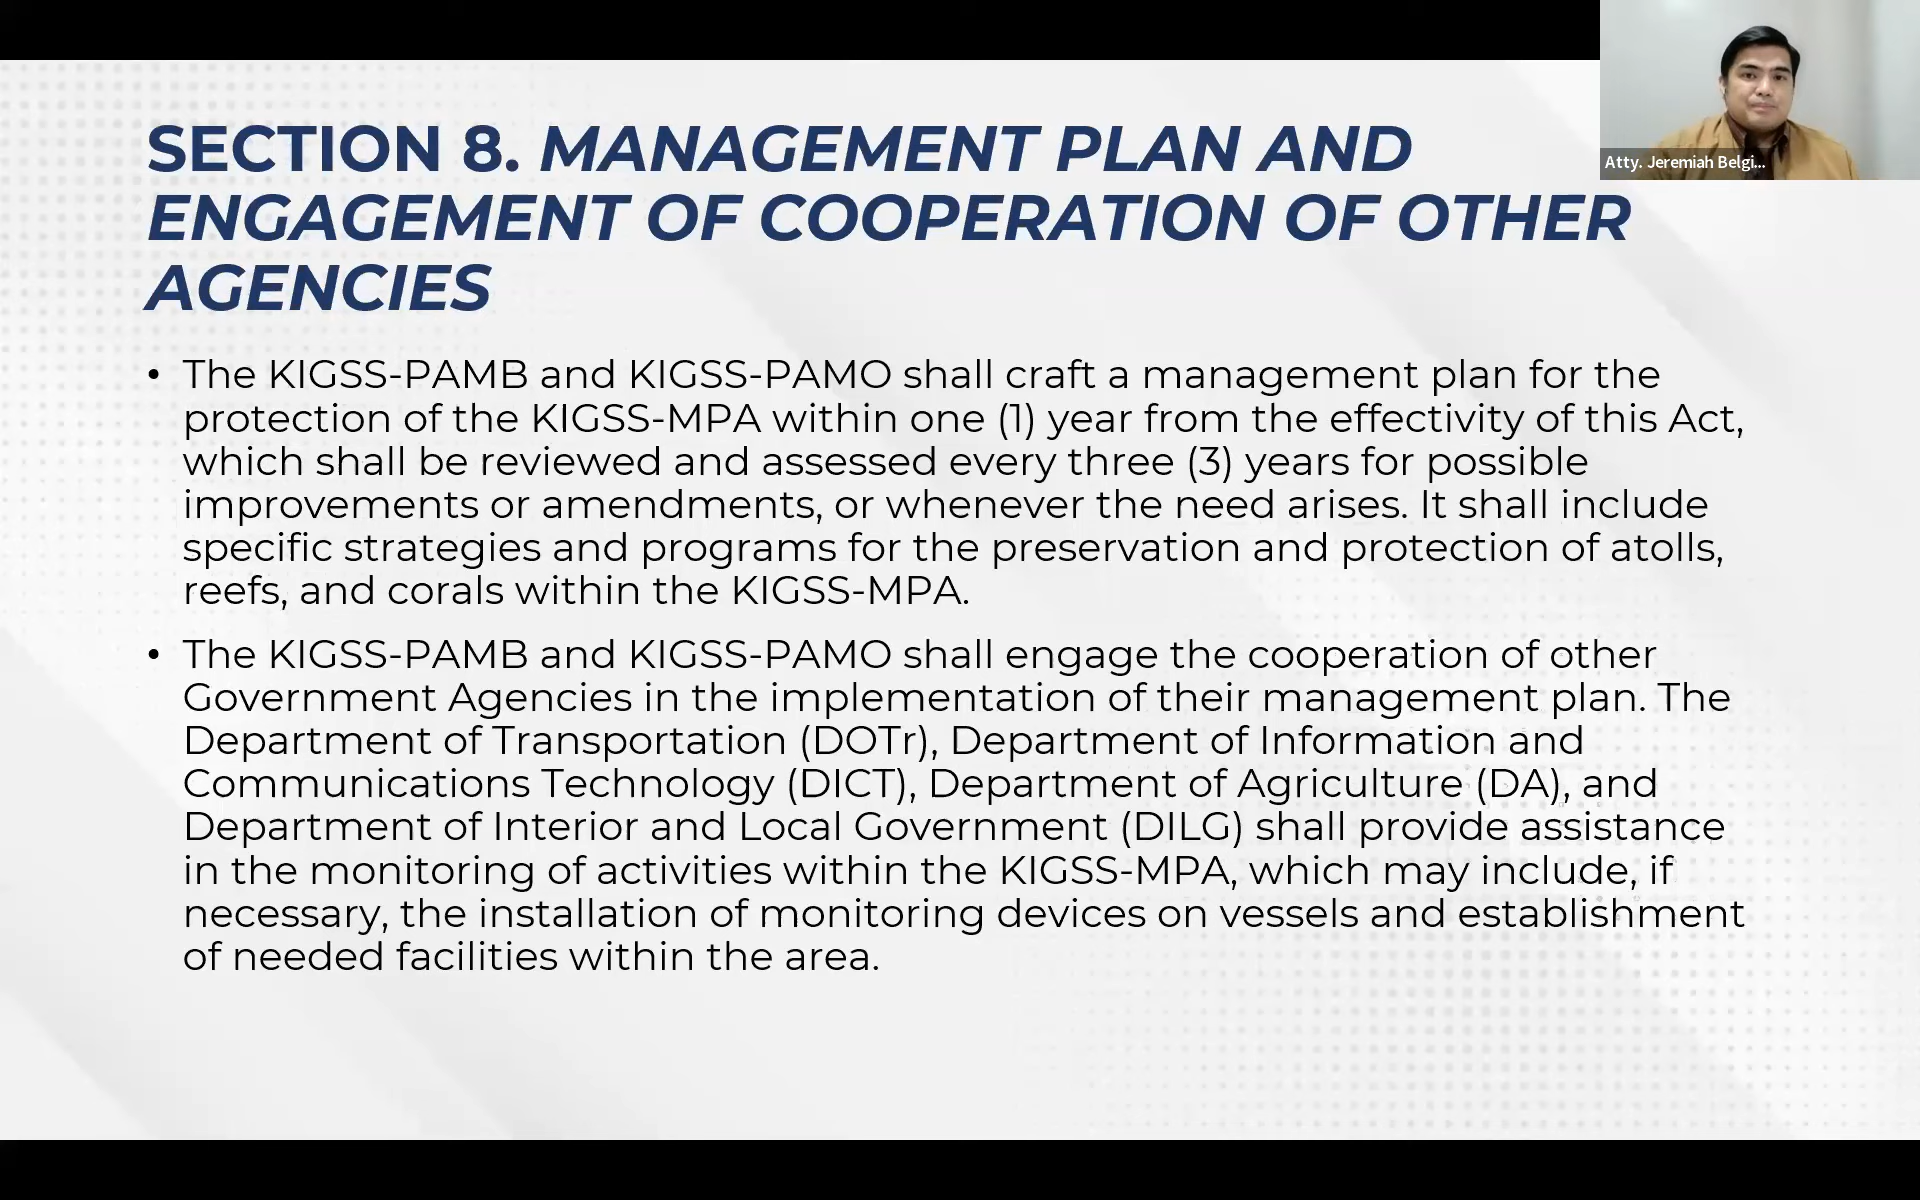 SECTION 8. MANAGEMENT PLAN AND
ENGAGEMENT OF COOPERATION OF OTHER
AGENCIES
Atty. Jeremiah Belgi...
• The KIGSS-PAMB and KIGSS-PAMO shall craft a management plan for the
protection of the KIGSS-MPA within one (1) year from the effectivity of this Act,
which shall be reviewed and assessed every three (3) years for possible
improvements or amendments, or whenever the need arises. It shall include
specific strategies and programs for the preservation and protection of atolls,
reefs, and corals within the KIGSS-MPA.
• The KIGSS-PAMB and KIGSS-PAMO shall engage the cooperation of other
Government Agencies in the implementation of their management plan. The
Department of Transportation (DOTr), Department of Information and
Communications Technology (DICT), Department of Agriculture (DA), and
Department of Interior and Local Government (DILG) shall provide assistance
in the monitoring of activities within the KIGSS-MPA, which may include, if
necessary, the installation of monitoring devices on vessels and establishment
of needed facilities within the area.